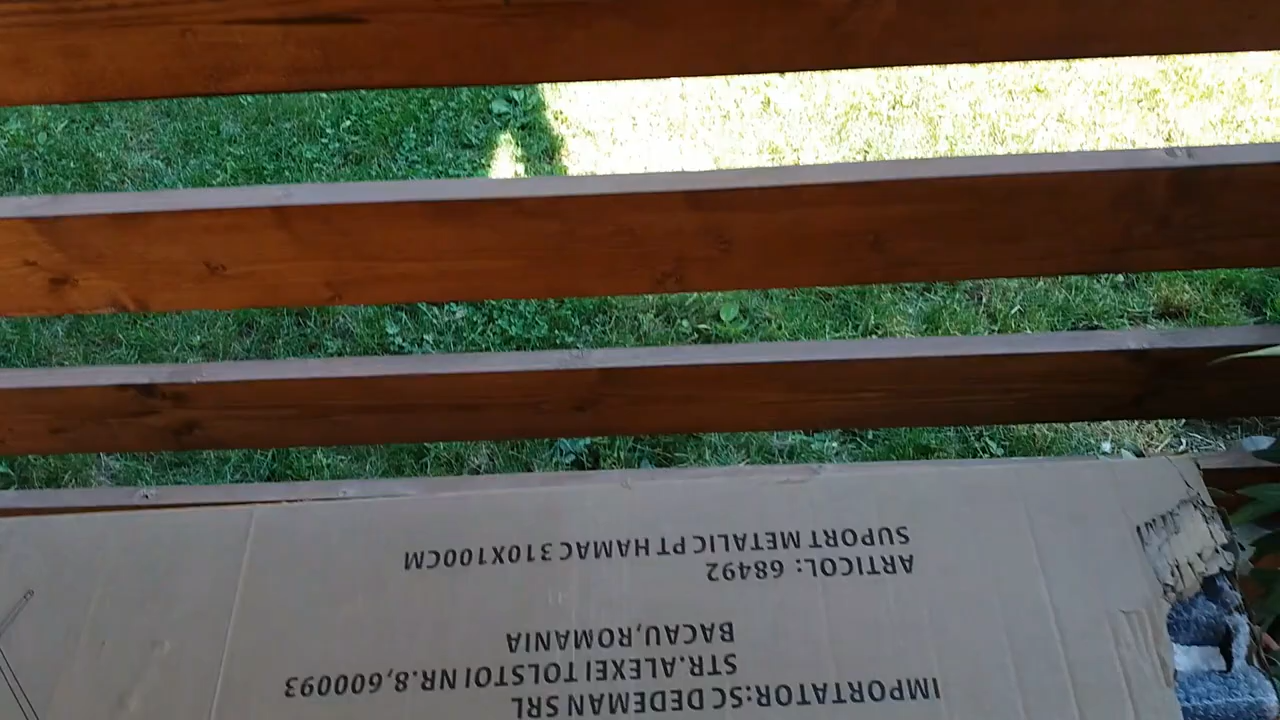 IMPORTATOR:SC DEDEMAN SRL
STR.ALEXEI TOLSTOI NR.8,600093
BACAU,ROMANIA
ARTICOL: 68492
SUPORT METALIC PT HAMAC 310X100CM